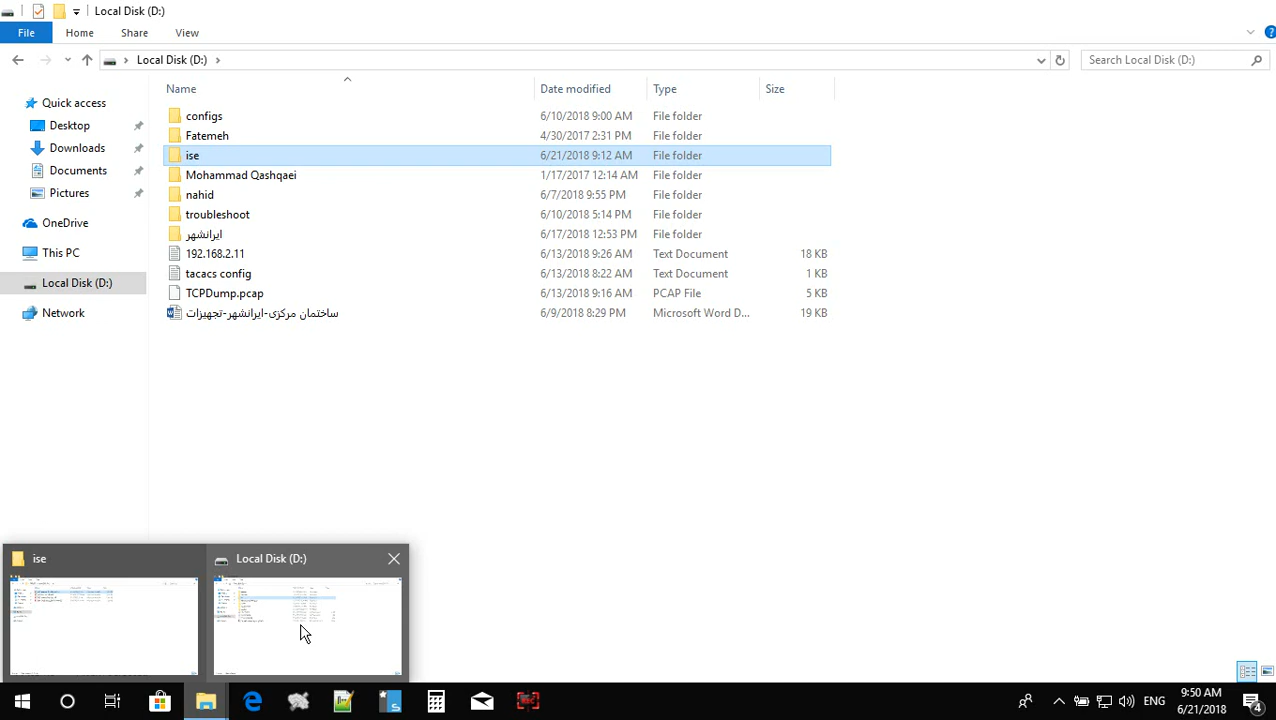 Local Disk (D:)
File Home Share View
Local Disk (D:) Search Local Disk (D:)
Name Date modified Type Size
Quick access
Desktop
Downloads
Documents
Pictures
OneDrive
This PC
Local Disk (D:)
Network
configs 6/10/2018 9:00 AM File folder
Fatemeh 4/30/2017 2:31 PM File folder
ise 6/21/2018 9:12 AM File folder
Mohammad Qashqaei 1/17/2017 12:14 AM File folder
nahid 6/7/2018 9:55 PM File folder
troubleshoot 6/10/2018 5:14 PM File folder
ایرانشهر 6/17/2018 12:53 PM File folder
192.168.2.11 6/13/2018 9:26 AM Text Document 18 KB
tacacs config 6/13/2018 8:22 AM Text Document 1 KB
TCPDump.pcap 6/13/2018 9:16 AM PCAP File 5 KB
ساختمان مرکزی-ایرانشهر-تجهیزات 6/9/2018 8:29 PM Microsoft Word D... 19 KB
ise Local Disk (D:)
ENG 9:50 AM
6/21/2018 4